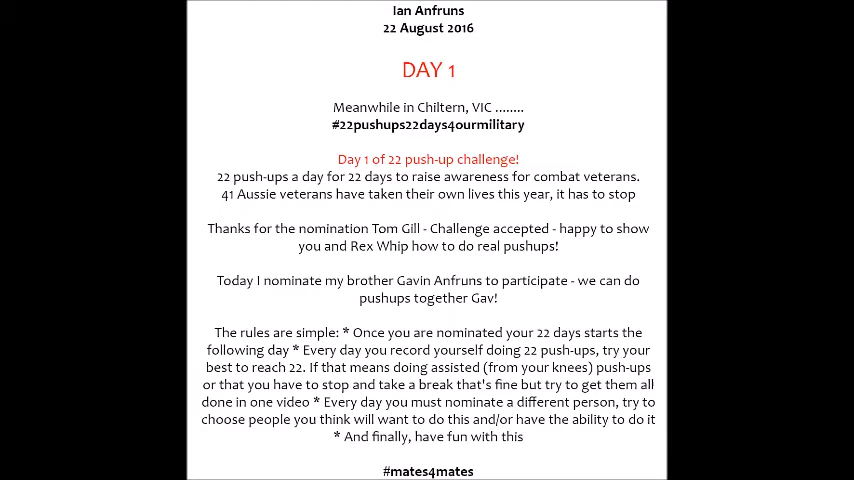 Ian Anfruns
22 August 2016
DAY 1
Meanwhile in Chiltern, VIC ........
#22pushups22days4ourmilitary
Day 1 of 22 push-up challenge!
22 push-ups a day for 22 days to raise awareness for combat veterans.
41 Aussie veterans have taken their own lives this year, it has to stop
Thanks for the nomination Tom Gill - Challenge accepted - happy to show
you and Rex Whip how to do real pushups!
Today I nominate my brother Gavin Anfruns to participate - we can do
pushups together Gav!
The rules are simple: * Once you are nominated your 22 days starts the
following day * Every day you record yourself doing 22 push-ups, try your
best to reach 22. If that means doing assisted (from your knees) push-ups
or that you have to stop and take a break that's fine but try to get them all
done in one video * Every day you must nominate a different person, try to
choose people you think will want to do this and/or have the ability to do it
* And finally, have fun with this
#mates4mates